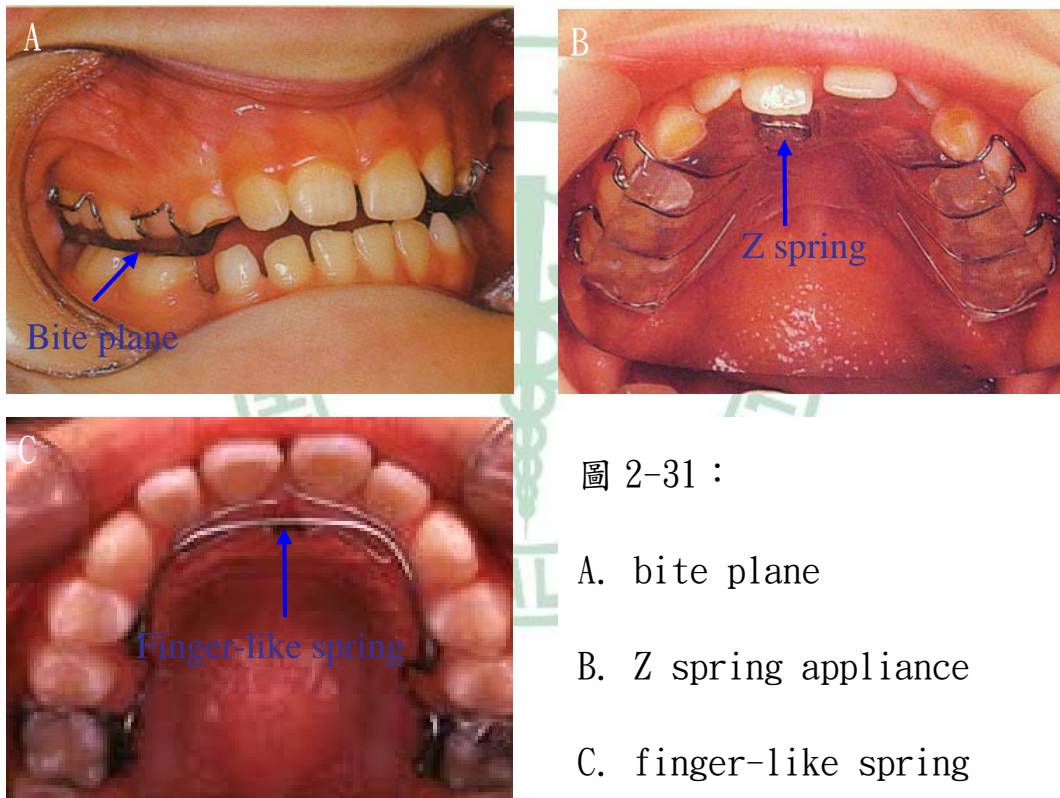 A
Bite plane
B
Z spring
C
Finger-like spring
圖 2-31：
A. bite plane
B. Z spring appliance
C. finger-like spring